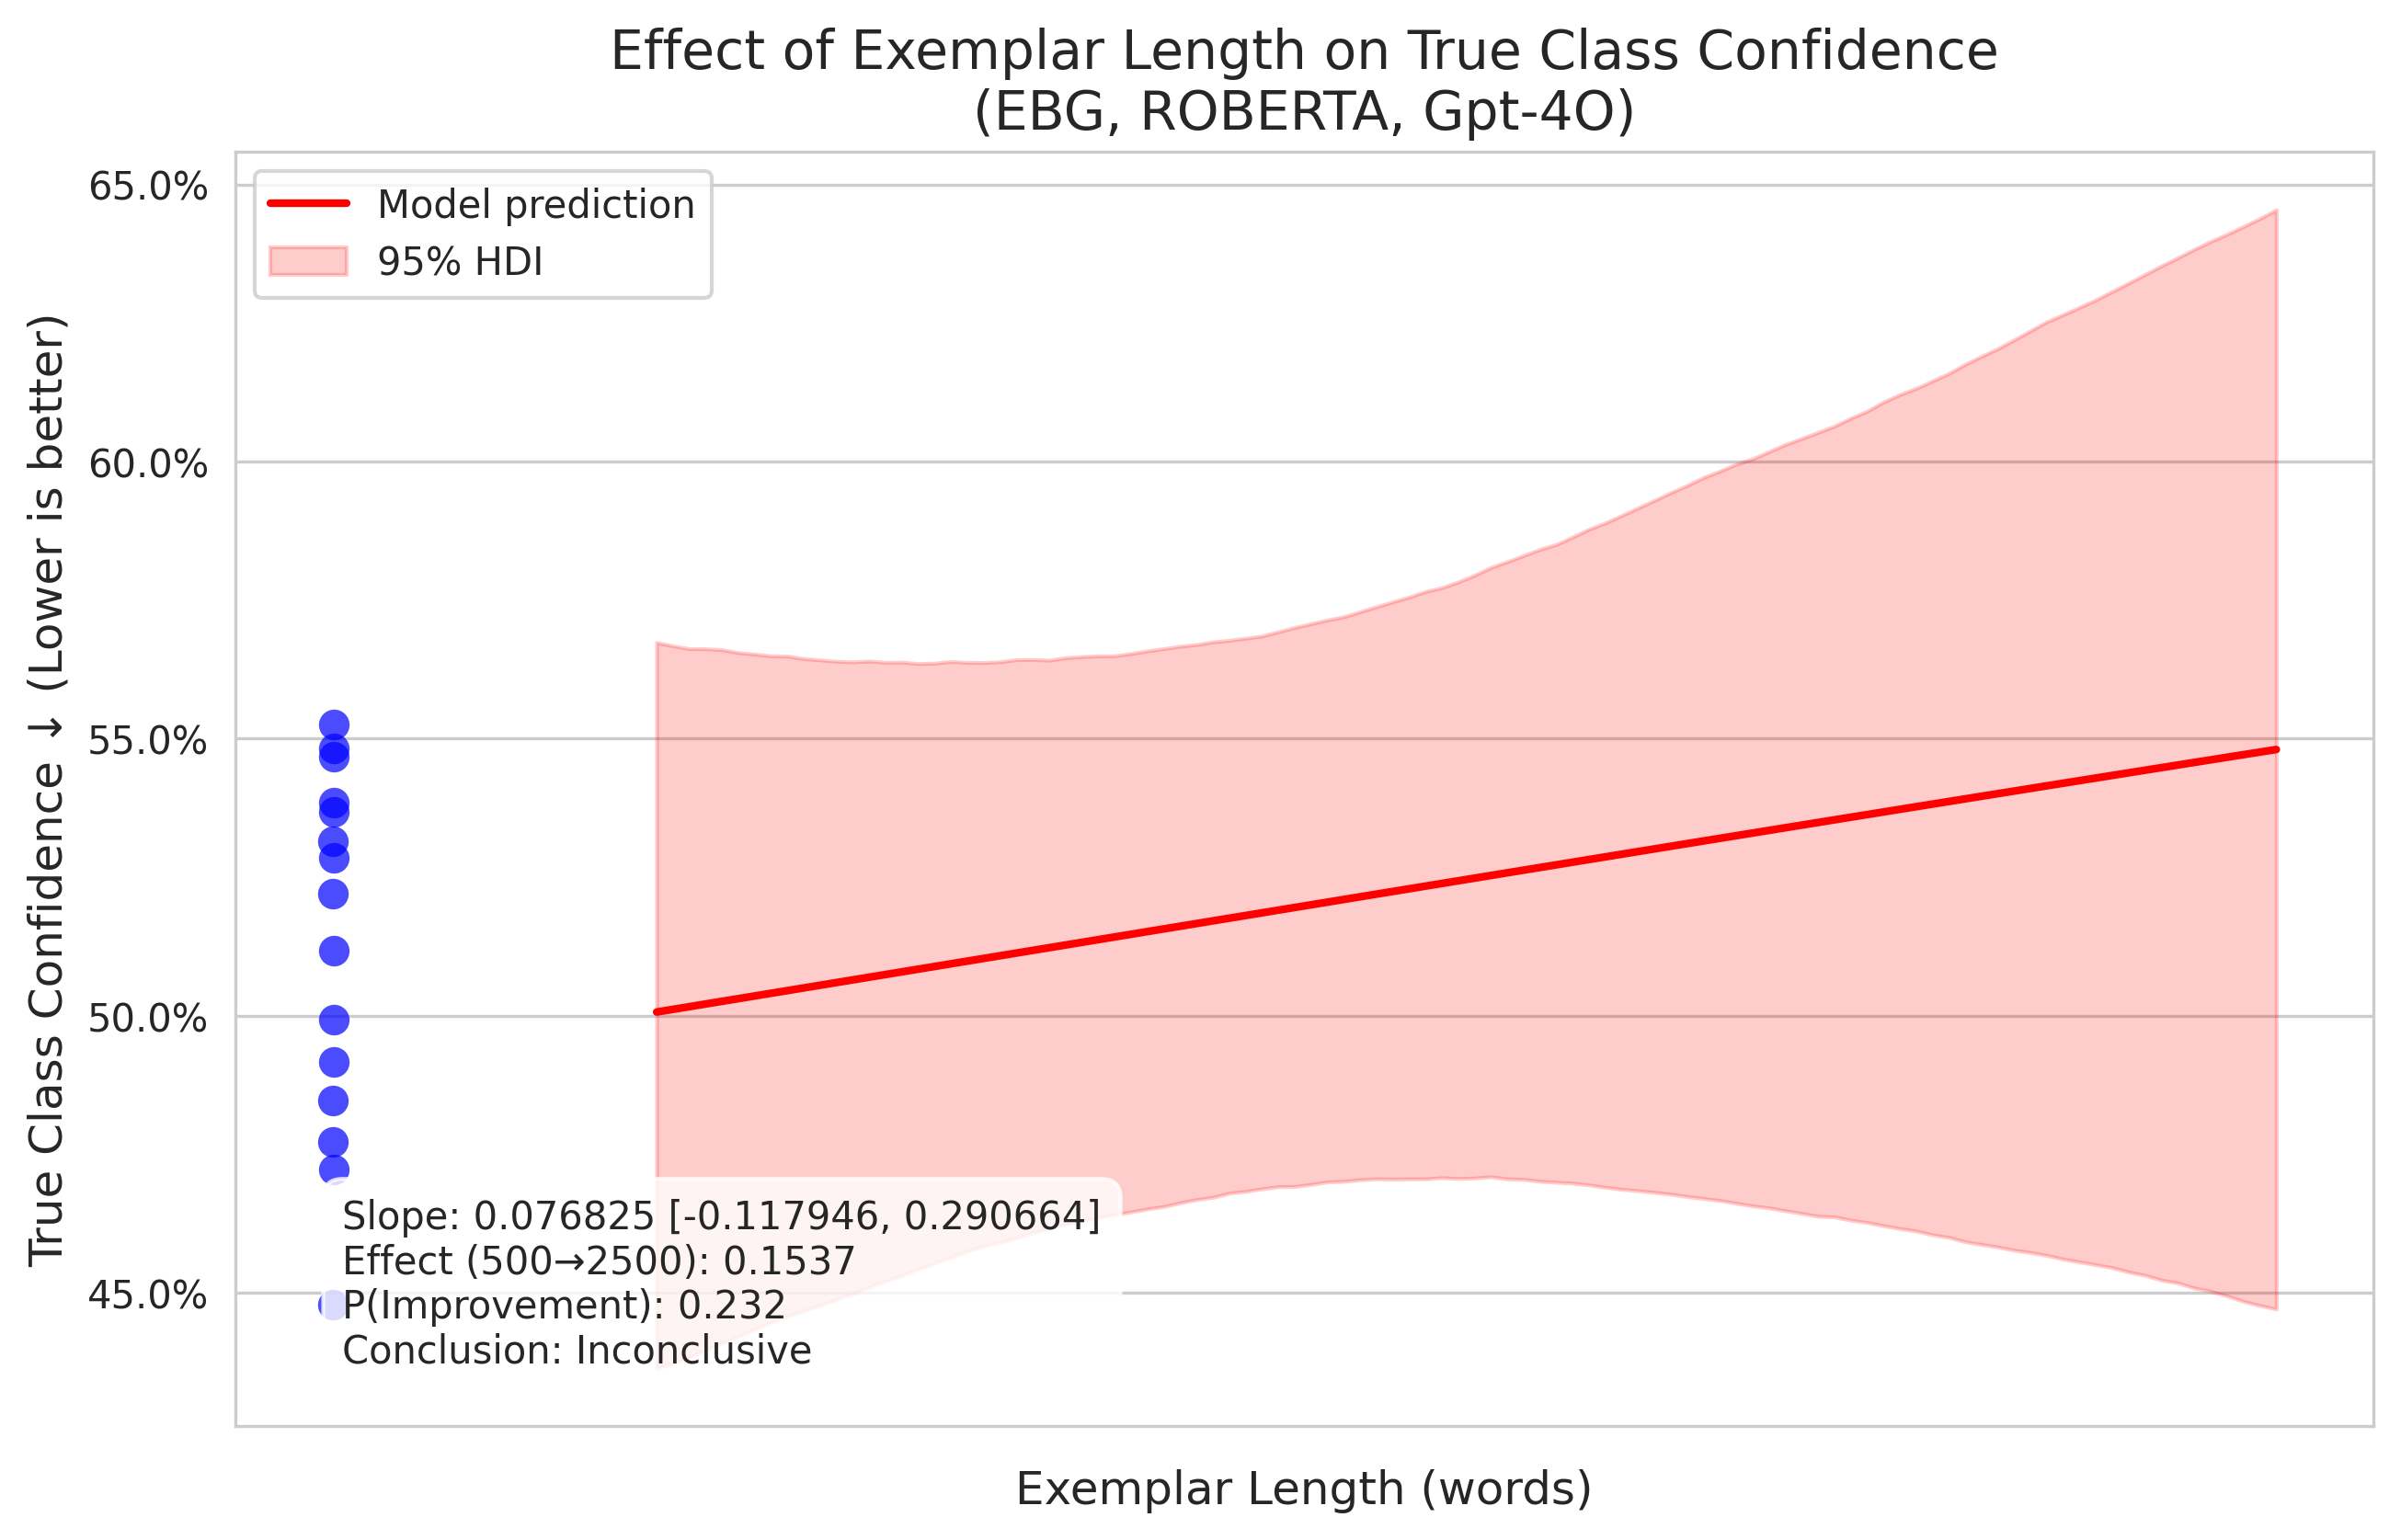 Effect of Exemplar Length on True Class Confidence
(EBG, ROBERTA, Gpt-4O)
True Class Confidence ↓ (Lower is better)
65.0%
60.0%
55.0%
50.0%
45.0%
Model prediction
95% HDI
Slope: 0.076825 [-0.117946, 0.290664]
Effect (500→2500): 0.1537
P(Improvement): 0.232
Conclusion: Inconclusive
Exemplar Length (words)